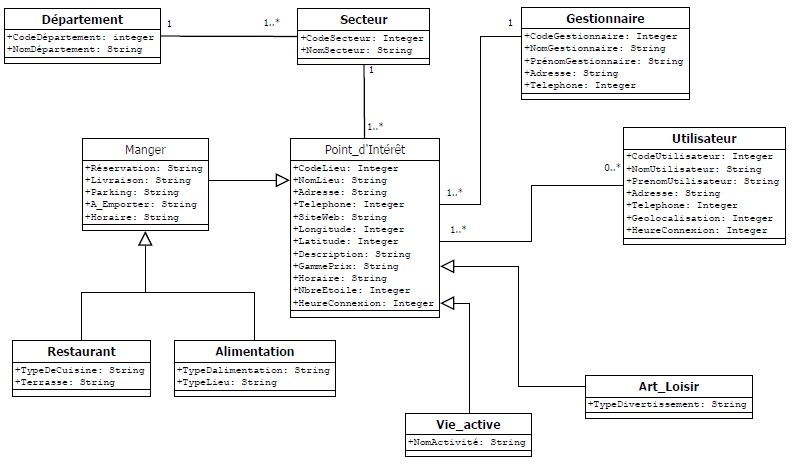 Département
+CodeDépartement: integer
+NomDépartement: String
1
1..*
Secteur
+CodeSecteur: Integer
+NomSecteur: String
1
1..*
Gestionnaire
+CodeGestionnaire: Integer
+NomGestionnaire: String
+PrénomGestionnaire: String
+Adresse: String
+Telephone: Integer
1
1..*
Manger
+Réservation: String
+Livraison: String
+Parking: String
+A_Emporter: String
+Horaire: String
Point_d'Intérêt
+CodeLieu: Integer
+NomLieu: String
+Adresse: String
+Telephone: Integer
+SiteWeb: String
+Longitude: Integer
+Latitude: Integer
+Description: String
+GammePrix: String
+Horaire: String
+NbreEtoile: Integer
+HeureConnexion: Integer
Utilisateur
+CodeUtilisateur: Integer
+NomUtilisateur: String
+PrenomUtilisateur: String
+Adresse: String
+Telephone: Integer
+Geolocalisation: Integer
+HeureConnexion: Integer
0..*
1..*
Restaurant
+TypeDeCuisine: String
+Terrasse: String
Alimentation
+TypeDalimentation: String
+TypeLieu: String
Art_Loisir
+TypeDivertissement: String
Vie_active
+NomActivité: String